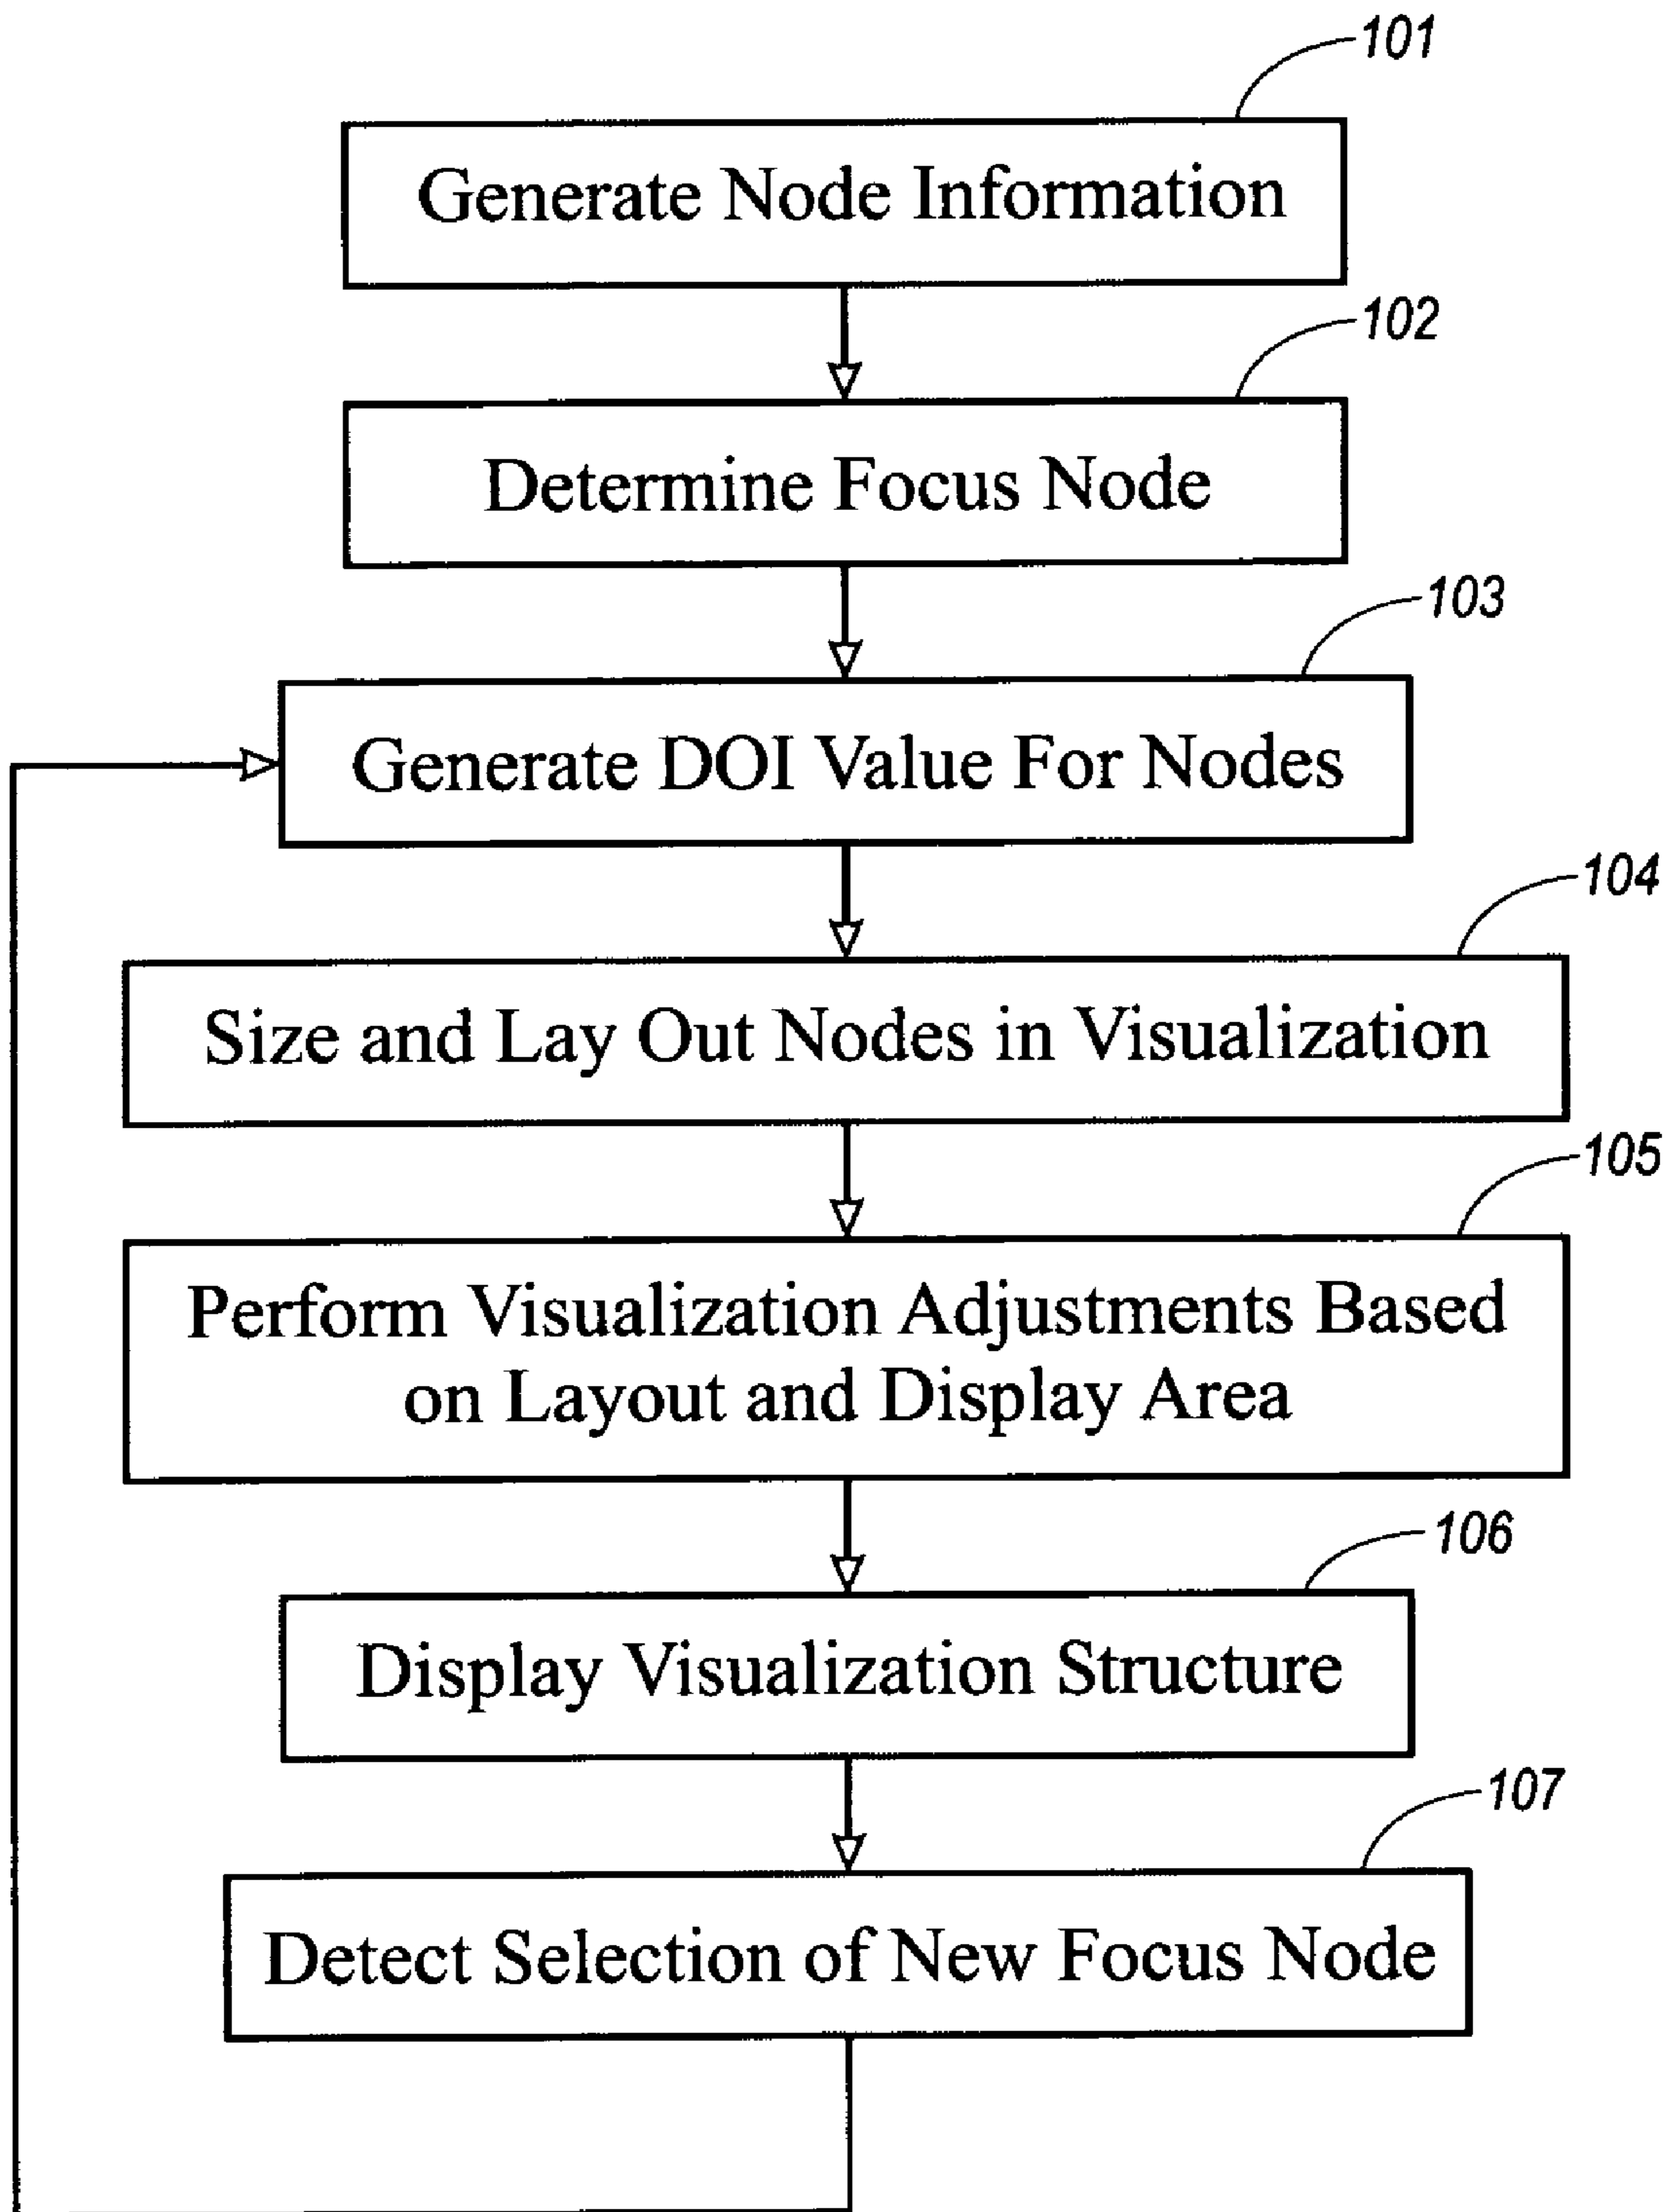 101
Generate Node Information
102
Determine Focus Node
103
Generate DOI Value For Nodes
104
Size and Lay Out Nodes in Visualization
105
Perform Visualization Adjustments Based
on Layout and Display Area
106
Display Visualization Structure
107
Detect Selection of New Focus Node